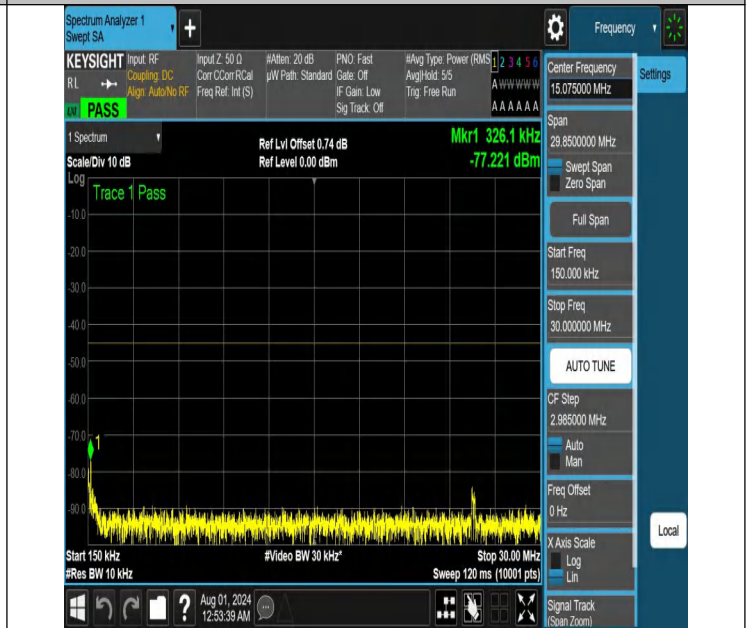 Spectrum Analyzer 1
Swept SA
+
Frequency
KEYSIGHT
RL
PASS
Input: RF
Coupling: DC
Align: Auto/No RF
Input Z: 50 Ω
Corr CCorr RCal
Freq Ref: Int (S)
#Atten: 20 dB
µW Path: Standard
PNO: Fast
Gate: Off
IF Gain: Low
Sig Track: Off
#Avg Type: Power (RMS
Avg|Hold: 5/5
Trig: Free Run
1 2 3 4 5 6
A W W W W W
A A A A A A
1 Spectrum
Scale/Div 10 dB
Ref Lvl Offset 0.74 dB
Ref Level 0.00 dBm
Mkr1 326.1 kHz
-77.221 dBm
Log
Trace 1 Pass
-10.0
-20.0
-30.0
-40.0
-50.0
-60.0
-70.0
1
-80.0
-90.0
Start 150 kHz
#Video BW 30 kHz*
Stop 30.00 MHz
#Res BW 10 kHz
Sweep 120 ms (10001 pts)
?
Aug 01, 2024
12:53:39 AM
Center Frequency
15.075000 MHz
Settings
Span
29.8500000 MHz
Swept Span
Zero Span
Full Span
Start Freq
150.000 kHz
Stop Freq
30.000000 MHz
AUTO TUNE
CF Step
2.985000 MHz
Auto
Man
Freq Offset
0 Hz
Local
X Axis Scale
Log
Lin
Signal Track
(Span Zoom)